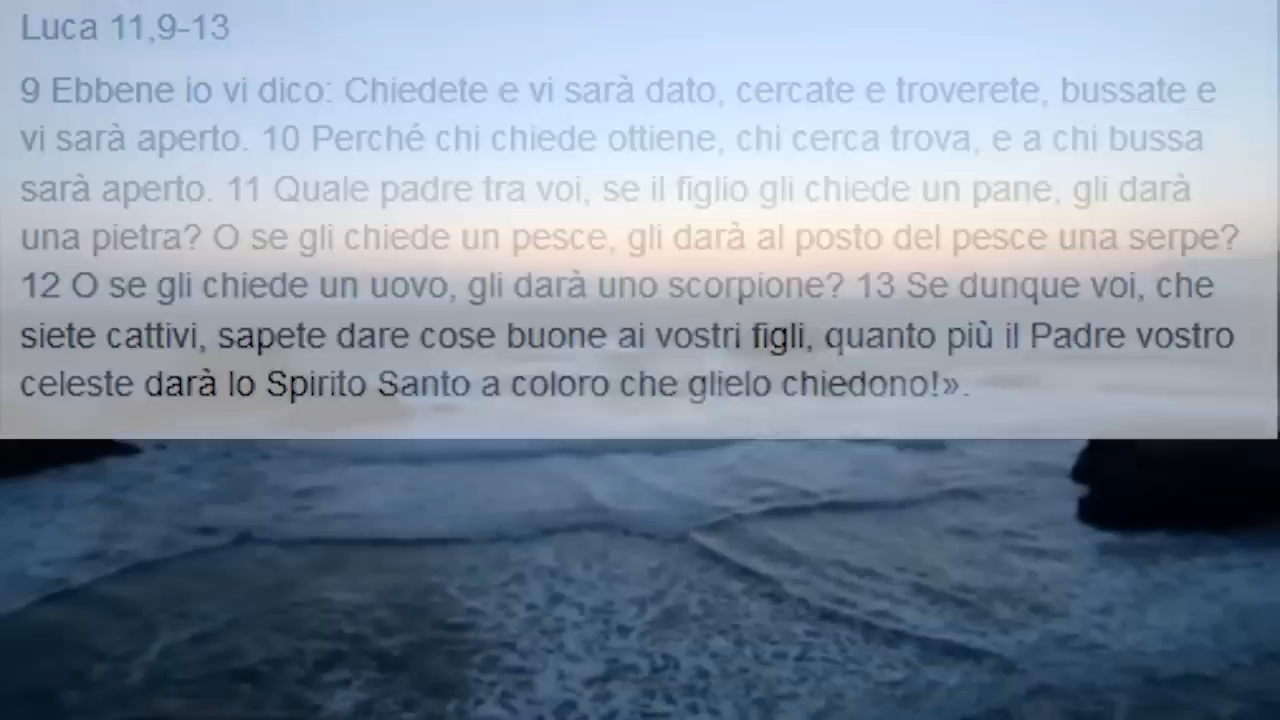 Luca 11,9-13
9 Ebbene io vi dico: Chiedete e vi sarà dato, cercate e troverete, bussate e
vi sarà aperto. 10 Perché chi chiede ottiene, chi cerca trova, e a chi bussa
sarà aperto. 11 Quale padre tra voi, se il figlio gli chiede un pane, gli darà
una pietra? O se gli chiede un pesce, gli darà al posto del pesce una serpe?
12 O se gli chiede un uovo, gli darà uno scorpione? 13 Se dunque voi, che
siete cattivi, sapete dare cose buone ai vostri figli, quanto più il Padre vostro
celeste darà lo Spirito Santo a coloro che glielo chiedono!».